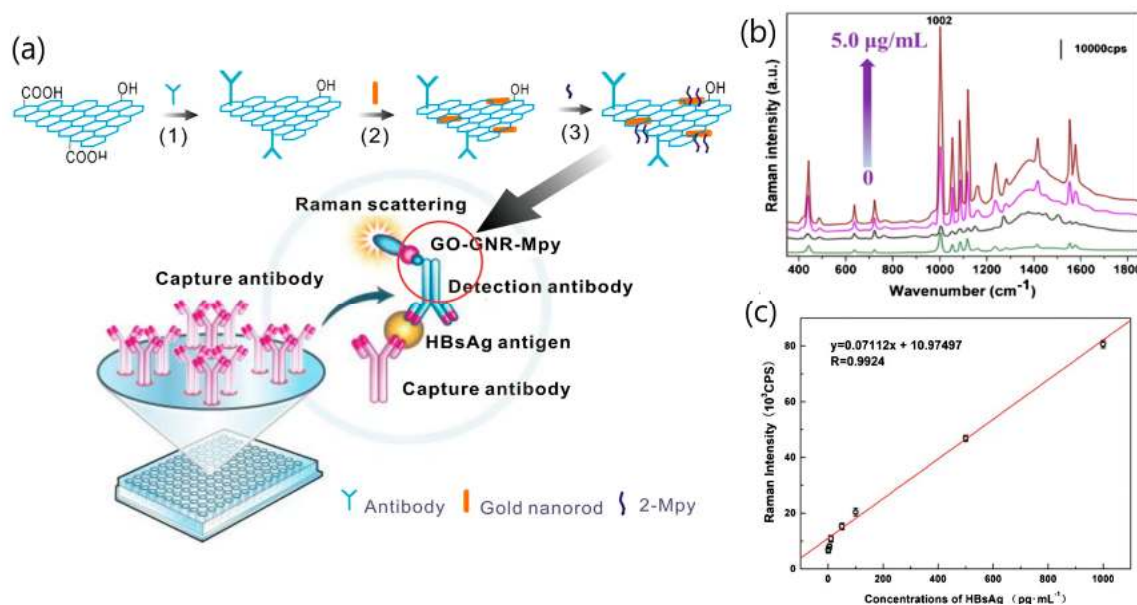 (a)
COOH
OH
COOH
(1)
(2)
OH
(3)
OH
Raman scattering
GO-GNR-Mpy
Capture antibody
Detection antibody
HBsAg antigen
Capture antibody
Antibody
Gold nanorod
2-Mpy
(b)
1002
5.0 μg/mL
10000cps
0
Raman intensity (a.u.)
400 600 800 1000 1200 1400 1600 1800
Wavenumber (cm⁻¹)
(c)
y=0.07112x + 10.97497
R=0.9924
80
60
40
20
0
Raman Intensity (10³CPS)
0 200 400 600 800 1000
Concentrations of HBsAg (pg·mL⁻¹)